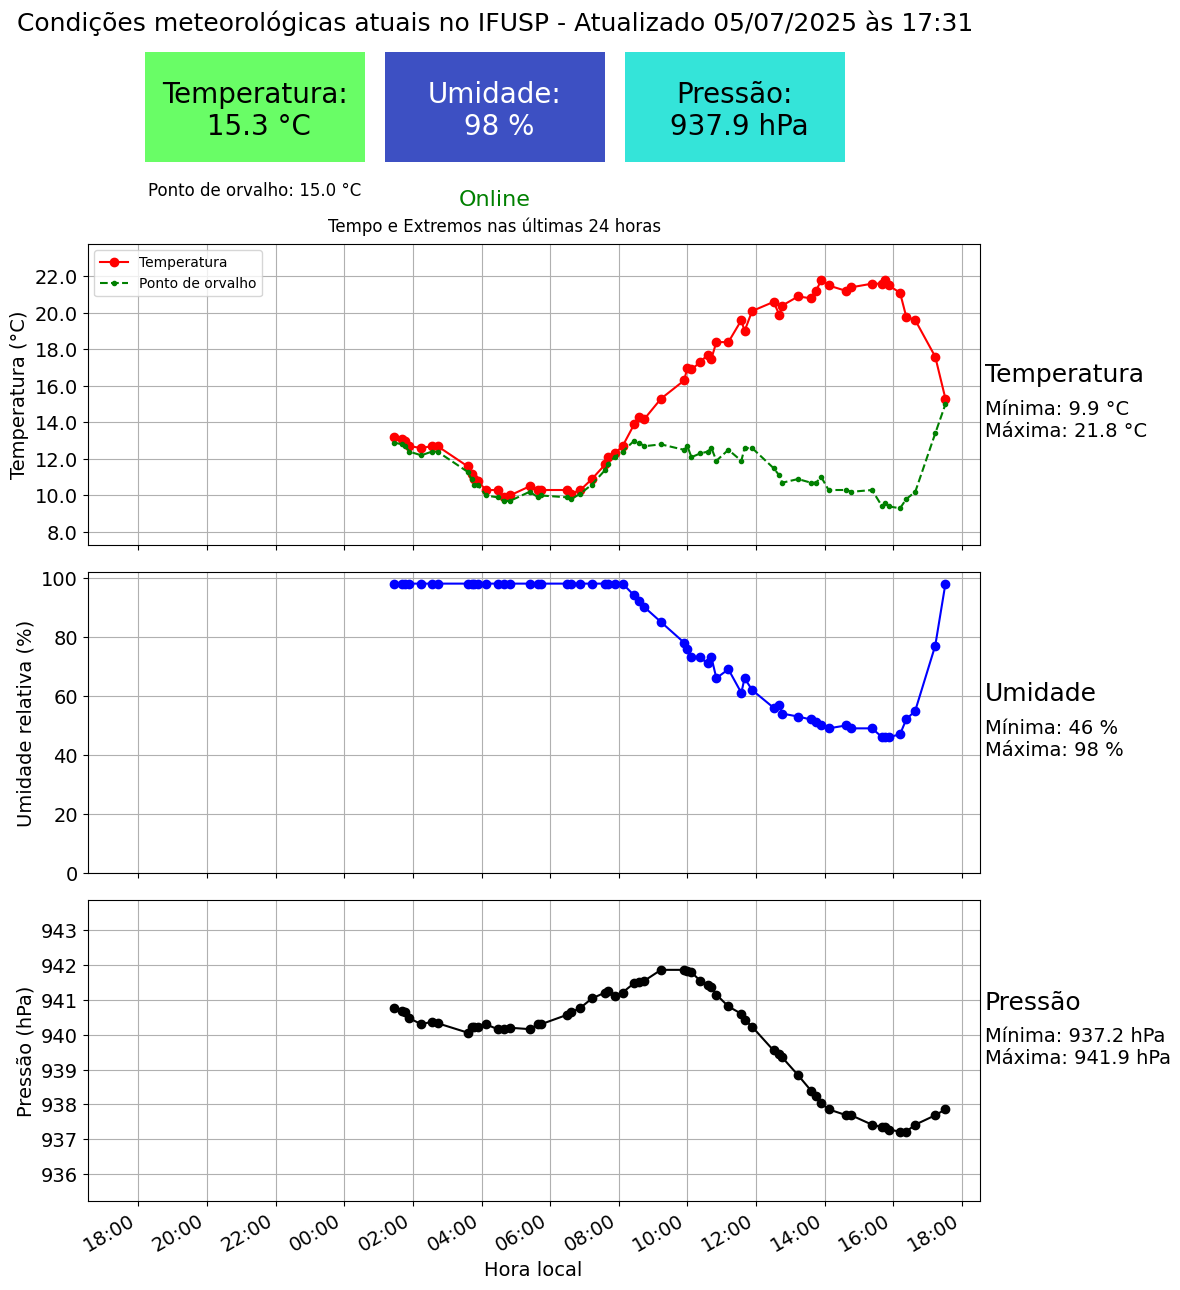 Condições meteorológicas atuais no IFUSP - Atualizado 05/07/2025 às 17:31
Temperatura:
15.3 °C
Umidade:
98 %
Pressão:
937.9 hPa
Ponto de orvalho: 15.0 °C
Online
Tempo e Extremos nas últimas 24 horas
Temperatura
Ponto de orvalho
Temperatura (°C)
22.0
20.0
18.0
16.0
14.0
12.0
10.0
8.0
Temperatura
Mínima: 9.9 °C
Máxima: 21.8 °C
Umidade relativa (%)
100
80
60
40
20
0
Umidade
Mínima: 46 %
Máxima: 98 %
Pressão (hPa)
943
942
941
940
939
938
937
936
Pressão
Mínima: 937.2 hPa
Máxima: 941.9 hPa
18:00
20:00
22:00
00:00
02:00
04:00
06:00
08:00
10:00
12:00
14:00
16:00
18:00
Hora local